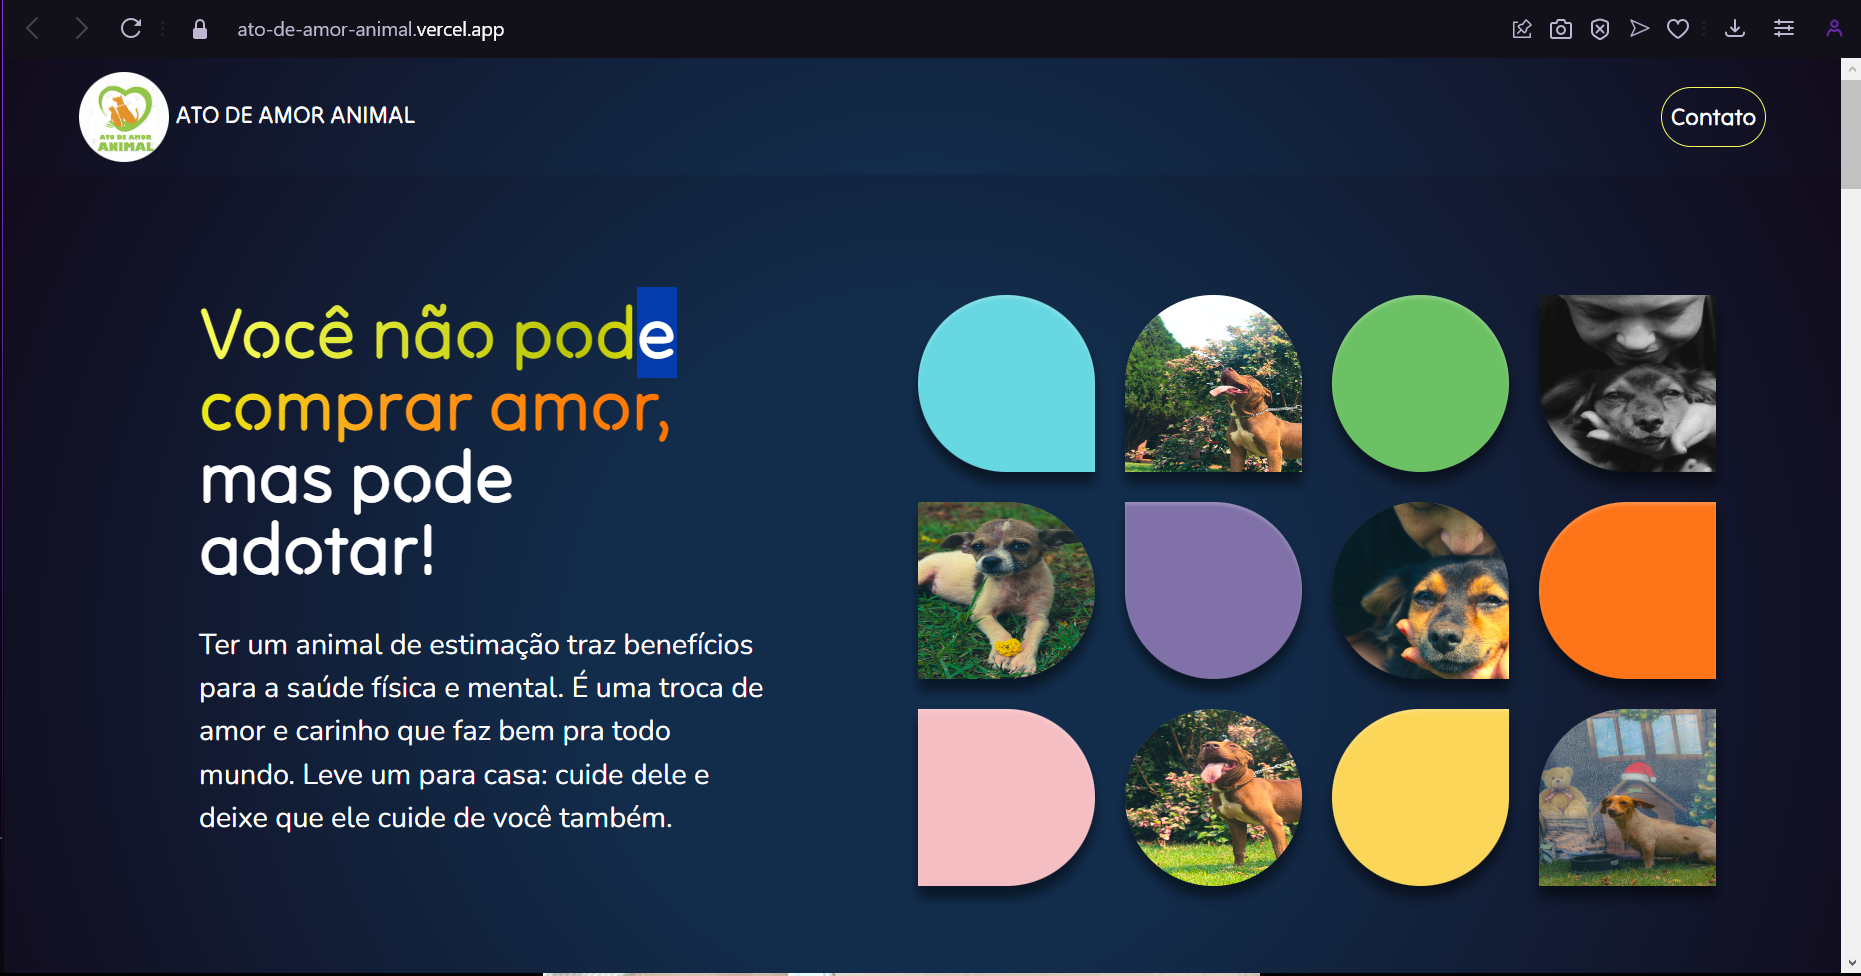 ato-de-amor-animal.vercel.app
ATO DE AMOR
ANIMAL
ATO DE AMOR ANIMAL
Contato
Você não pode
comprar amor,
mas pode
adotar!
Ter um animal de estimação traz benefícios
para a saúde física e mental. É uma troca de
amor e carinho que faz bem pra todo
mundo. Leve um para casa: cuide dele e
deixe que ele cuide de você também.